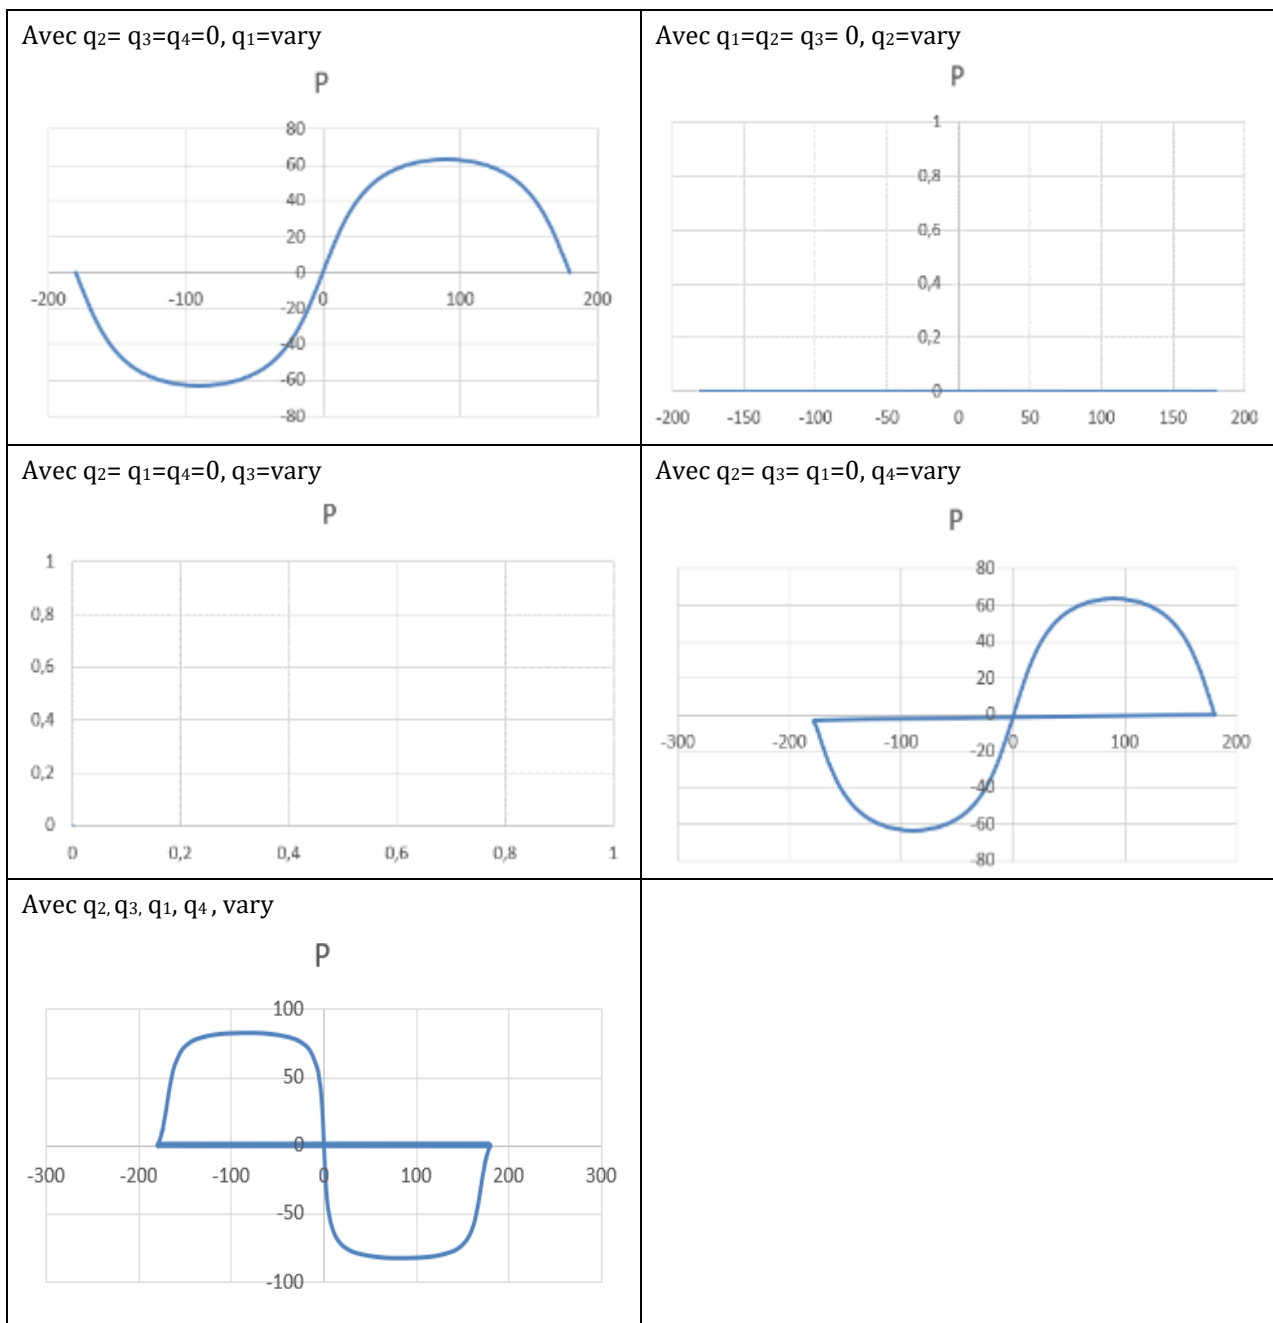 Avec q2= q3=q4=0, q1=vary
P
80
60
40
20
0
-200 -100 0 100 200
-20
-40
-60
-80
Avec q1=q2= q3= 0, q2=vary
P
1
0,8
0,6
0,4
0,2
0
-200 -150 -100 -50 0 50 100 150 200
Avec q2= q1=q4=0, q3=vary
P
1
0,8
0,6
0,4
0,2
0
0 0,2 0,4 0,6 0,8 1
Avec q2= q3= q1=0, q4=vary
P
80
60
40
20
0
-300 -200 -100 0 100 200
-20
-40
-60
-80
Avec q2, q3, q1, q4 , vary
P
100
50
0
-300 -200 -100 0 100 200 300
-50
-100